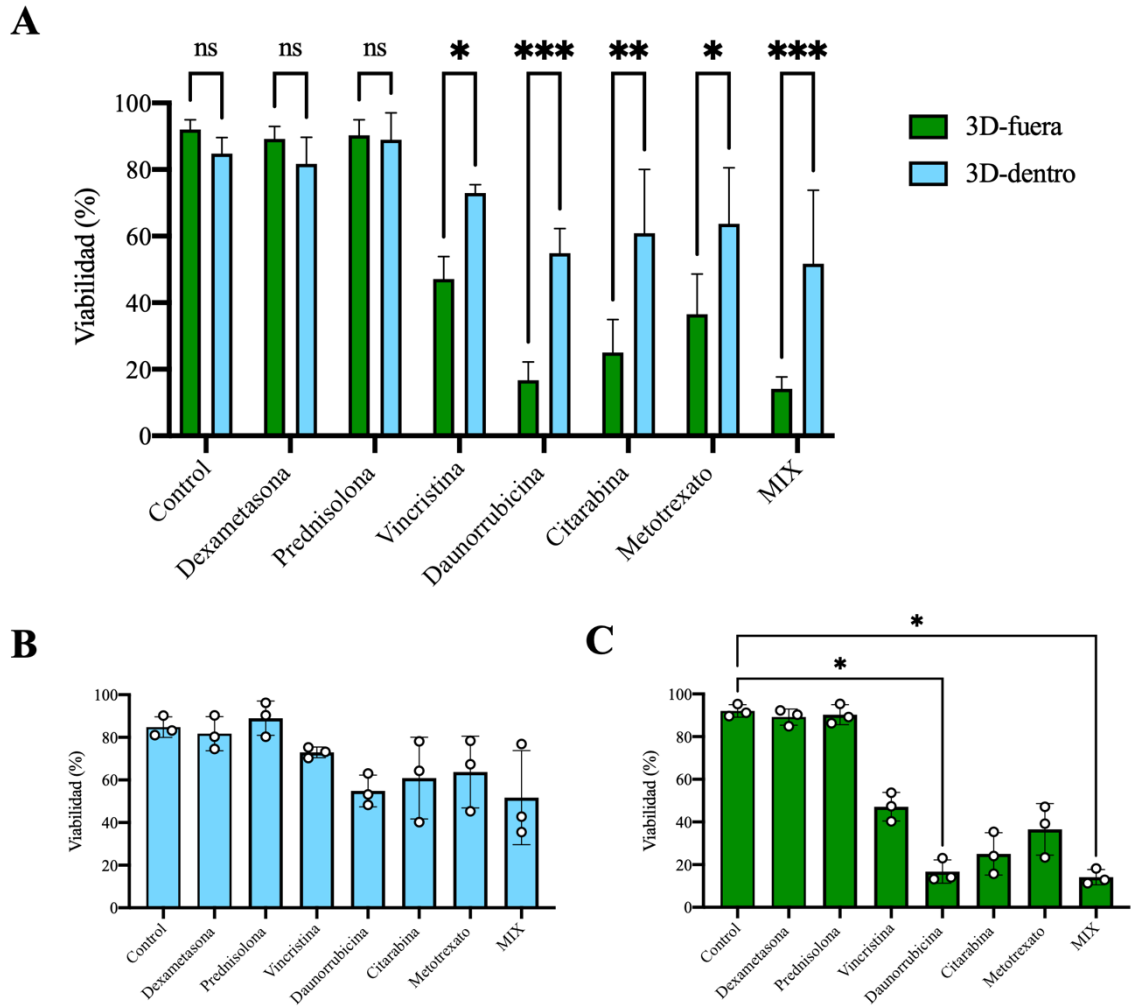 A
ns ns ns * *** ** * ***
100
80
60
40
20
0
Viabilidad (%)
3D-fuera
3D-dentro
Control
Dexametasona
Prednisolona
Vincristina
Daunorrubicina
Citarabina
Metotrexato
MIX
B
100
80
60
40
20
0
Viabilidad (%)
Control
Dexametasona
Prednisolona
Vincristina
Daunorrubicina
Citarabina
Metotrexato
MIX
C
*
*
100
80
60
40
20
0
Viabilidad (%)
Control
Dexametasona
Prednisolona
Vincristina
Daunorrubicina
Citarabina
Metotrexato
MIX